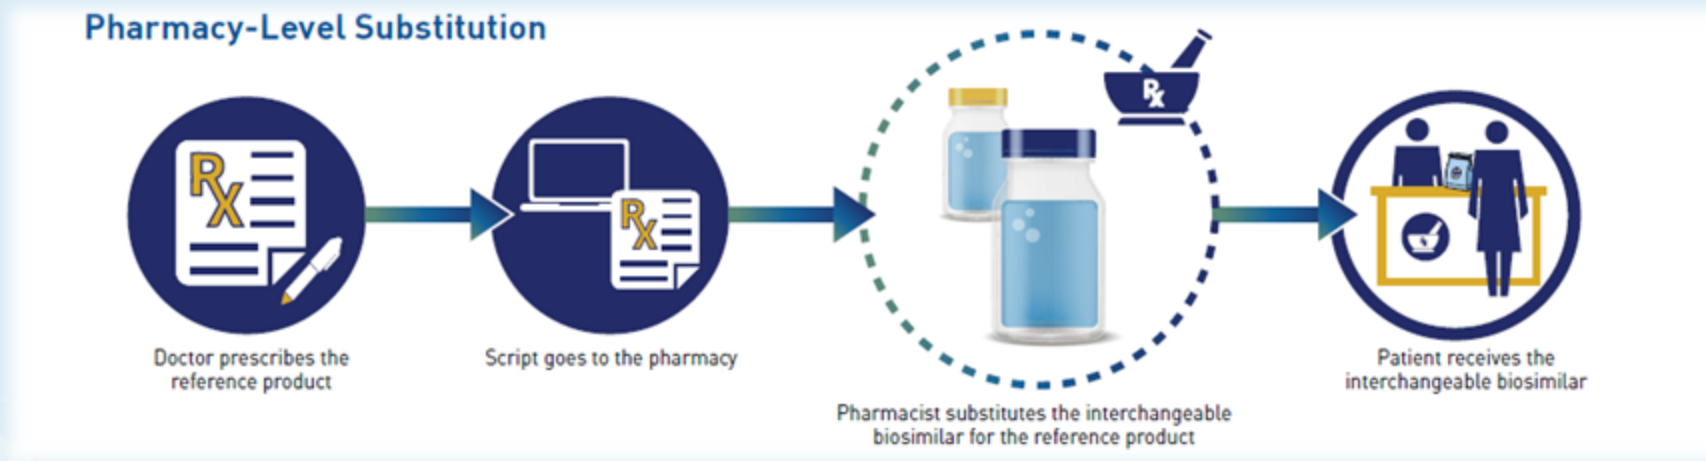 Pharmacy-Level Substitution
Rx
Rx
Rx
Doctor prescribes the
reference product
Script goes to the pharmacy
Pharmacist substitutes the interchangeable
biosimilar for the reference product
Patient receives the
interchangeable biosimilar